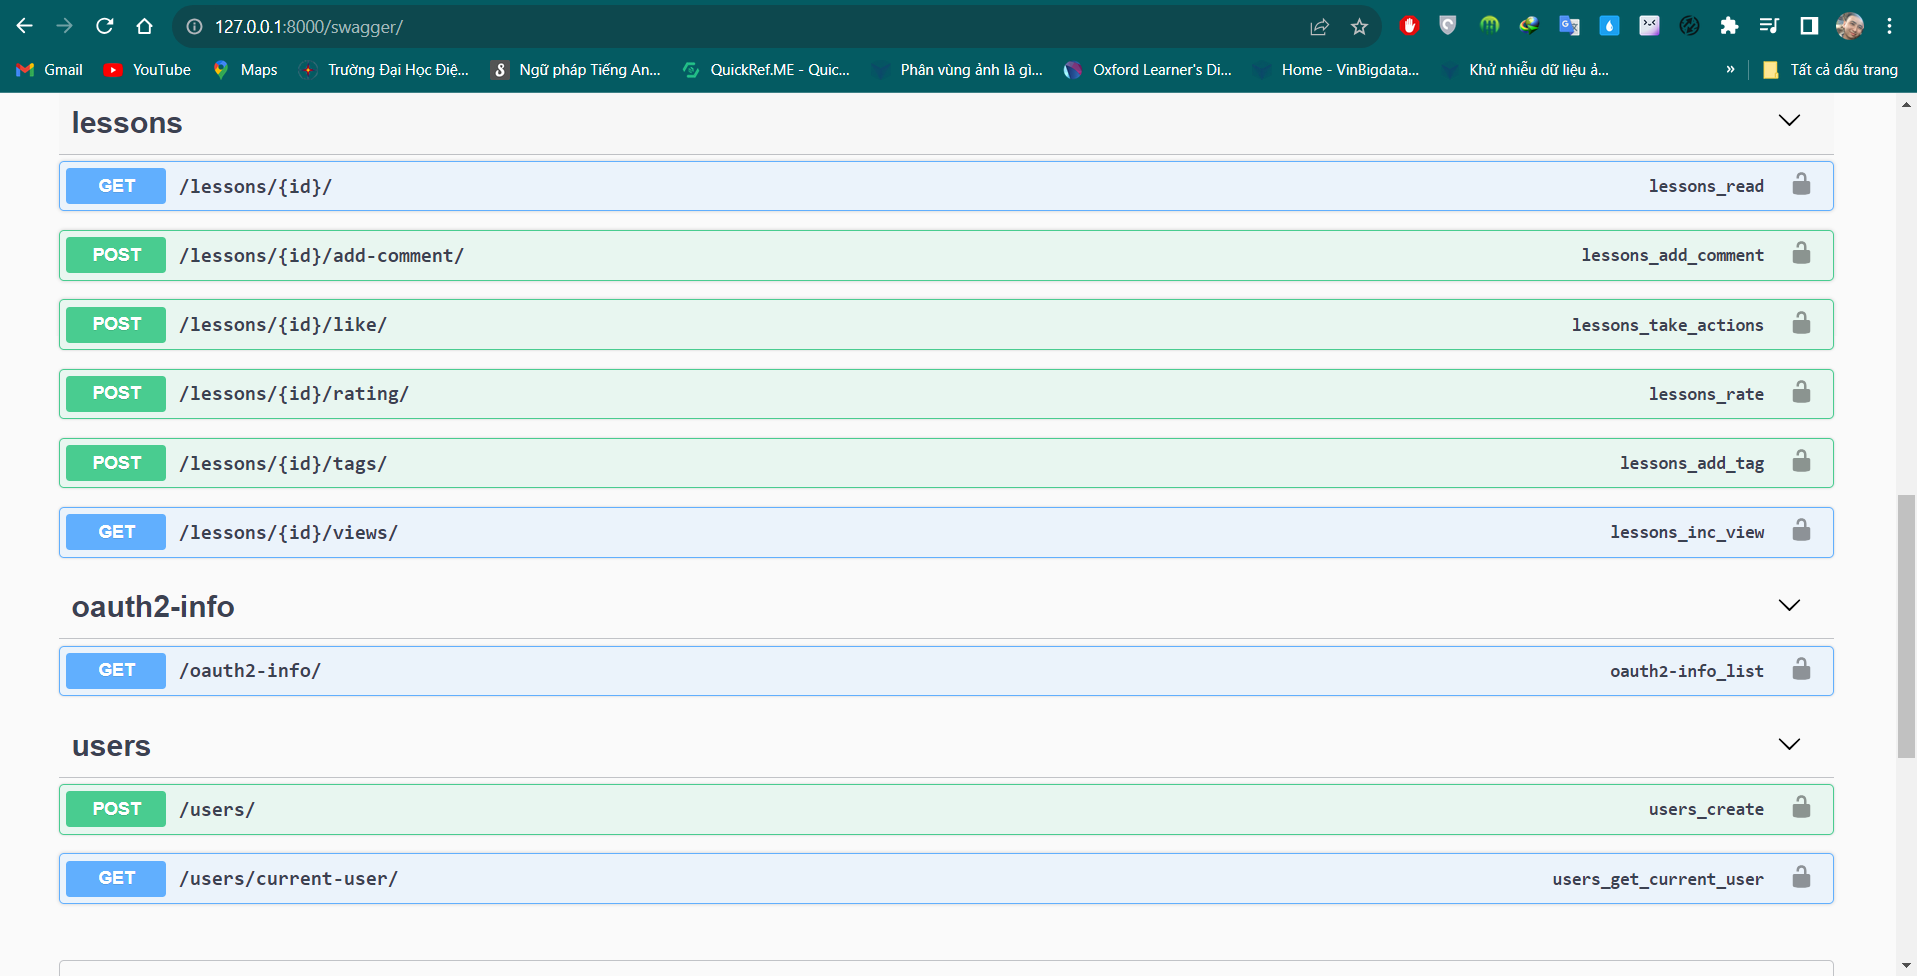 127.0.0.1:8000/swagger/
Gmail YouTube Maps Trường Đại Học Điệ... Ngữ pháp Tiếng An... QuickRef.ME - Quic... Phân vùng ảnh là gì... Oxford Learner's Di... Home - VinBigdata... Khử nhiễu dữ liệu ả... » Tất cả dấu trang
lessons
GET /lessons/{id}/ lessons_read
POST /lessons/{id}/add-comment/ lessons_add_comment
POST /lessons/{id}/like/ lessons_take_actions
POST /lessons/{id}/rating/ lessons_rate
POST /lessons/{id}/tags/ lessons_add_tag
GET /lessons/{id}/views/ lessons_inc_view
oauth2-info
GET /oauth2-info/ oauth2-info_list
users
POST /users/ users_create
GET /users/current-user/ users_get_current_user